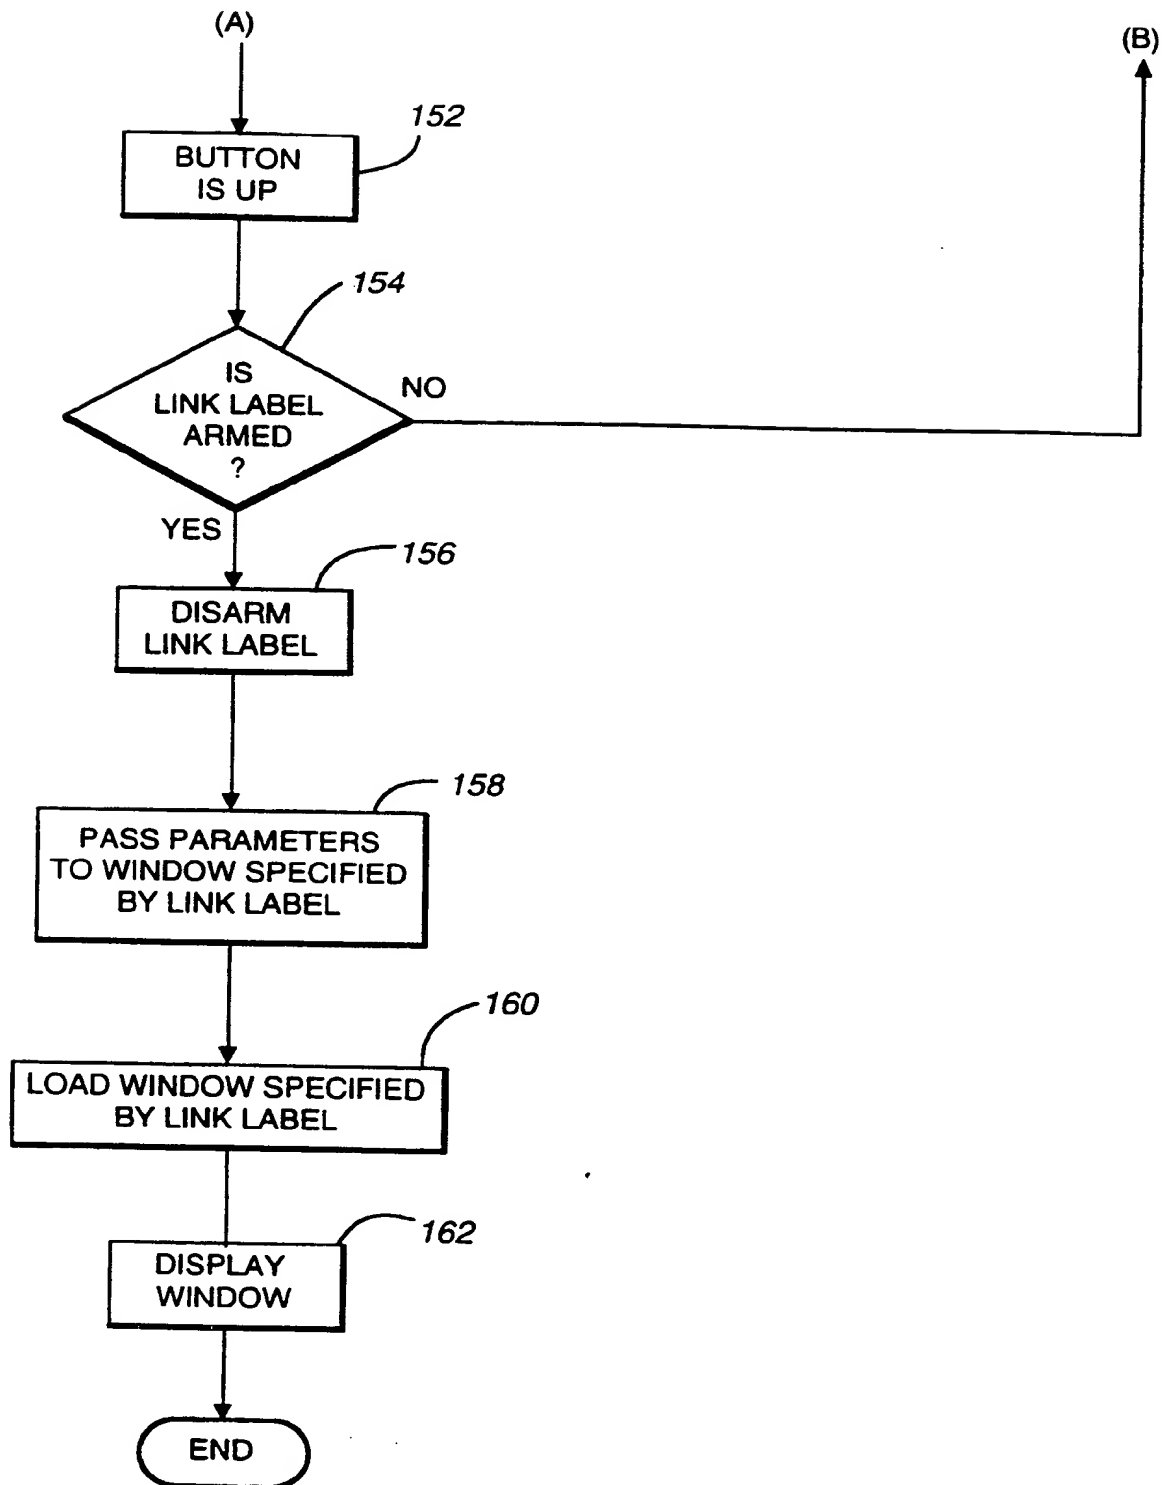 (A)
(B)
152
BUTTON
IS UP
154
IS
LINK LABEL
ARMED
?
NO
YES
156
DISARM
LINK LABEL
158
PASS PARAMETERS
TO WINDOW SPECIFIED
BY LINK LABEL
160
LOAD WINDOW SPECIFIED
BY LINK LABEL
162
DISPLAY
WINDOW
END